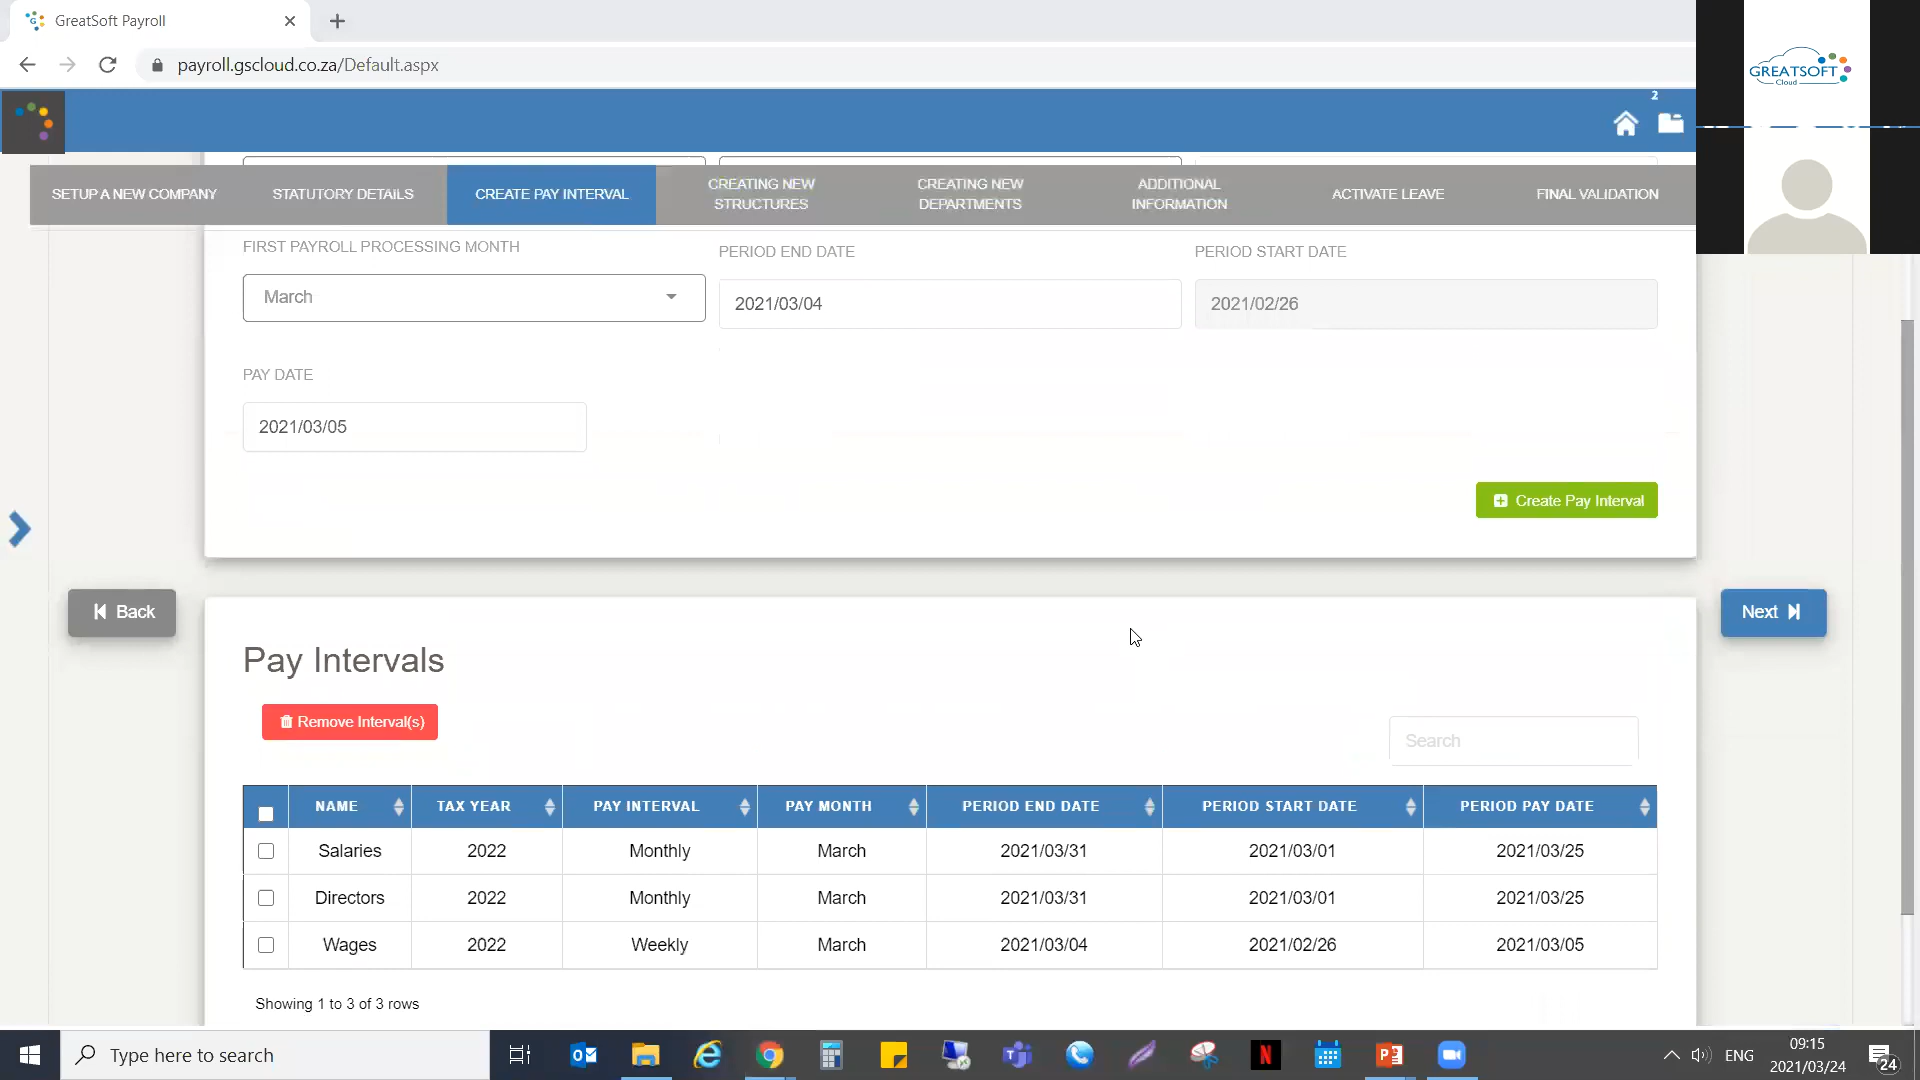 GreatSoft Payroll
payroll.gscloud.co.za/Default.aspx
GREATSOFT
Cloud
2
SETUP A NEW COMPANY
STATUTORY DETAILS
CREATE PAY INTERVAL
CREATING NEW
STRUCTURES
CREATING NEW
DEPARTMENTS
ADDITIONAL
INFORMATION
ACTIVATE LEAVE
FINAL VALIDATION
FIRST PAYROLL PROCESSING MONTH
PERIOD END DATE
PERIOD START DATE
March
2021/03/04
2021/02/26
PAY DATE
2021/03/05
Create Pay Interval
Back
Next
Pay Intervals
Remove Interval(s)
Search
NAME TAX YEAR PAY INTERVAL PAY MONTH PERIOD END DATE PERIOD START DATE PERIOD PAY DATE
Salaries 2022 Monthly March 2021/03/31 2021/03/01 2021/03/25
Directors 2022 Monthly March 2021/03/31 2021/03/01 2021/03/25
Wages 2022 Weekly March 2021/03/04 2021/02/26 2021/03/05
Showing 1 to 3 of 3 rows
Type here to search
ENG
09:15
2021/03/24
24